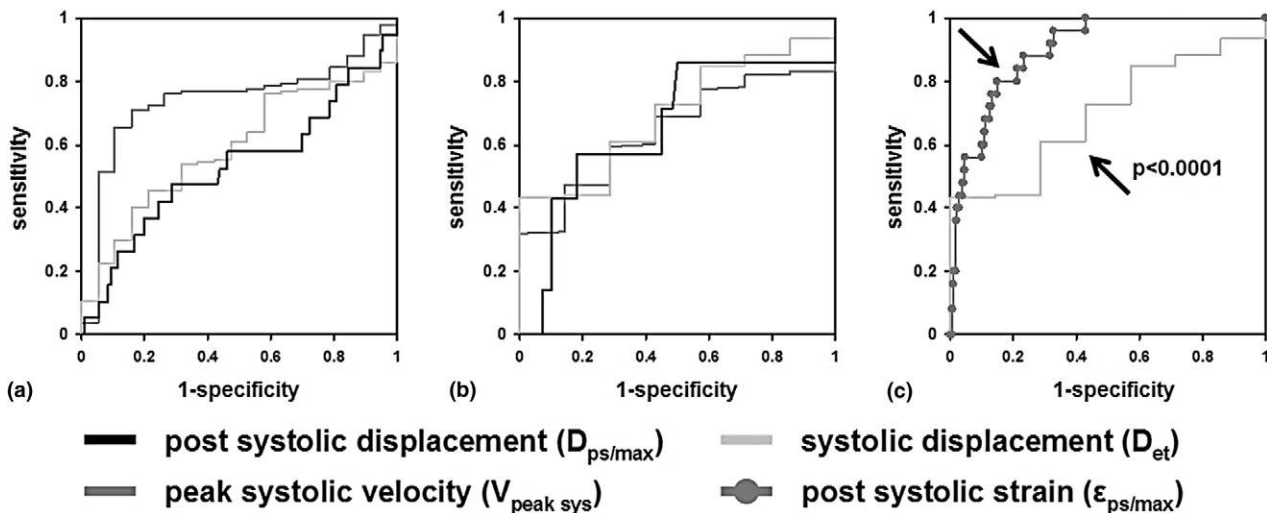 1
0.8
0.6
0.4
0.2
0
sensitivity
0 0.2 0.4 0.6 0.8 1
(a) 1-specificity
1
0.8
0.6
0.4
0.2
0
sensitivity
0 0.2 0.4 0.6 0.8 1
(b) 1-specificity
1
0.8
0.6
0.4
0.2
0
sensitivity
p<0.0001
0 0.2 0.4 0.6 0.8 1
(c) 1-specificity
post systolic displacement (D_ps/max)
systolic displacement (D_et)
peak systolic velocity (V_peak sys)
post systolic strain (ε_ps/max)